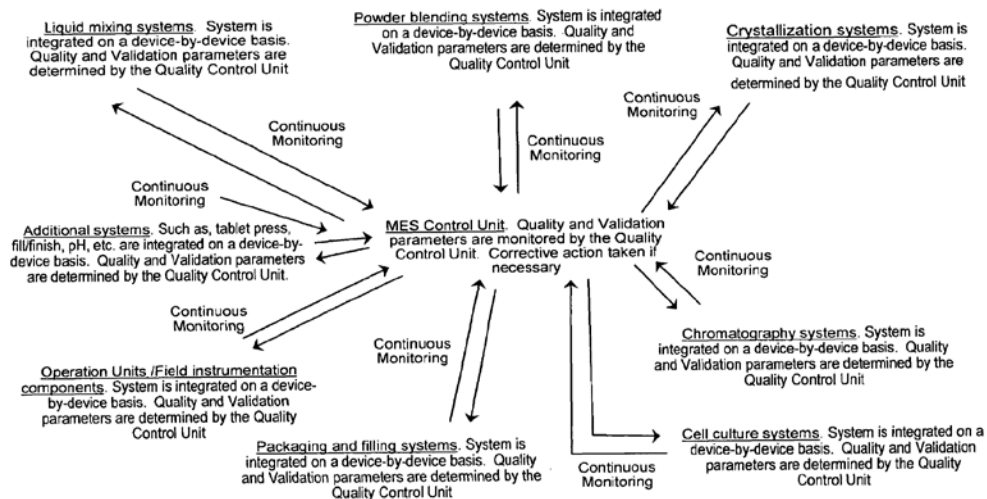 Liquid mixing systems. System is
integrated on a device-by-device basis.
Quality and Validation parameters are
determined by the Quality Control Unit
Powder blending systems. System is integrated
on a device-by-device basis. Quality and
Validation parameters are determined by the
Quality Control Unit
Crystallization systems. System is
integrated on a device-by-device basis.
Quality and Validation parameters are
determined by the Quality Control Unit
Continuous
Monitoring
Continuous
Monitoring
Continuous
Monitoring
Continuous
Monitoring
Additional systems. Such as, tablet press,
fill/finish, pH, etc. are integrated on a device-by-
device basis. Quality and Validation parameters
are determined by the Quality Control Unit.
MES Control Unit. Quality and Validation
parameters are monitored by the Quality
Control Unit. Corrective action taken if
necessary
Continuous
Monitoring
Continuous
Monitoring
Continuous
Monitoring
Chromatography systems. System is
integrated on a device-by-device basis. Quality
and Validation parameters are determined by the
Quality Control Unit
Operation Units /Field instrumentation
components. System is integrated on a device-
by-device basis. Quality and Validation
parameters are determined by the Quality
Control Unit
Packaging and filling systems. System is
integrated on a device-by-device basis. Quality
and Validation parameters are determined by the
Quality Control Unit
Continuous
Monitoring
Cell culture systems. System is integrated on a
device-by-device basis. Quality and Validation
parameters are determined by the Quality
Control Unit